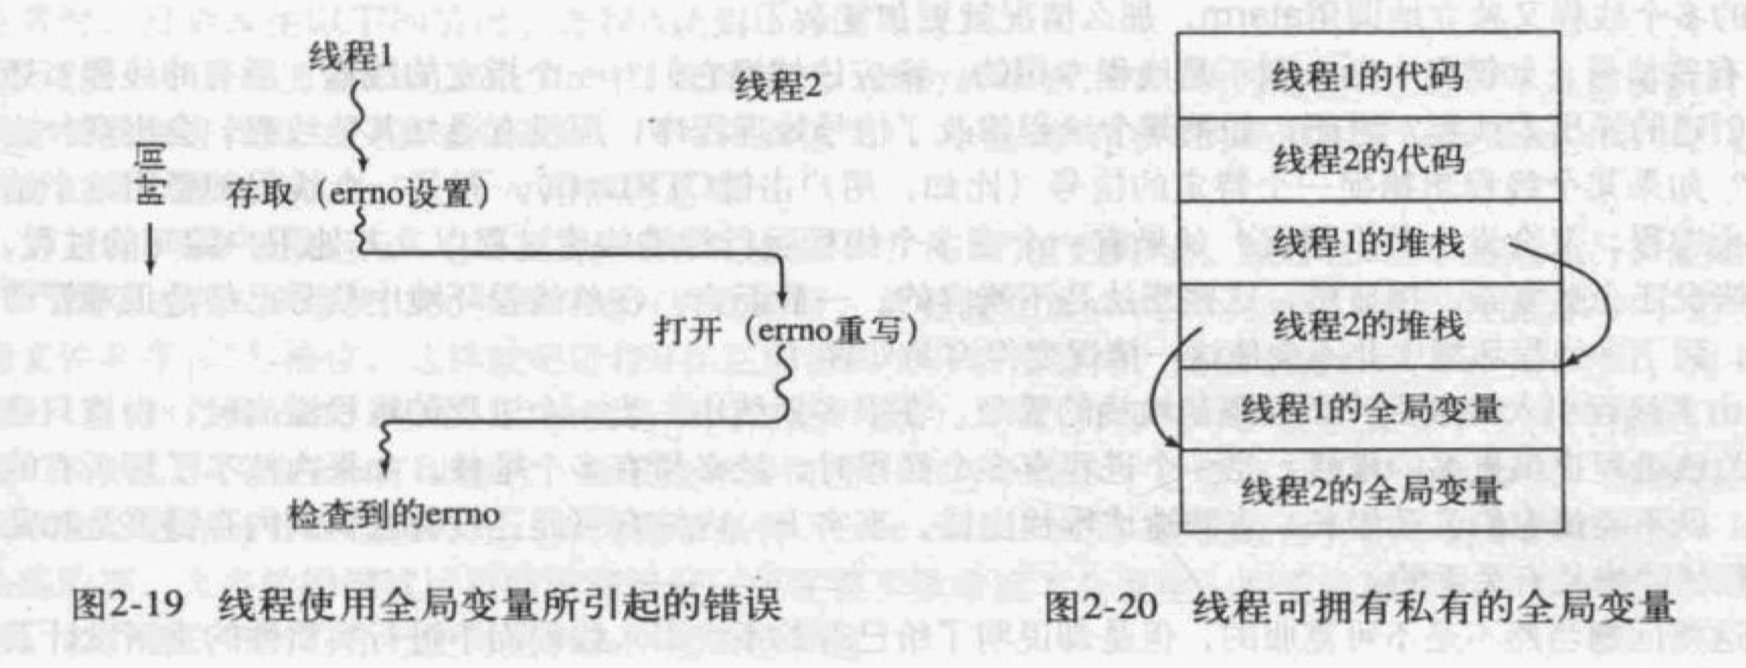 线程1
线程2
时间
存取（errno设置）
打开（errno重写）
检查到的errno
图2-19 线程使用全局变量所引起的错误
线程1的代码
线程2的代码
线程1的堆栈
线程2的堆栈
线程1的全局变量
线程2的全局变量
图2-20 线程可拥有私有的全局变量